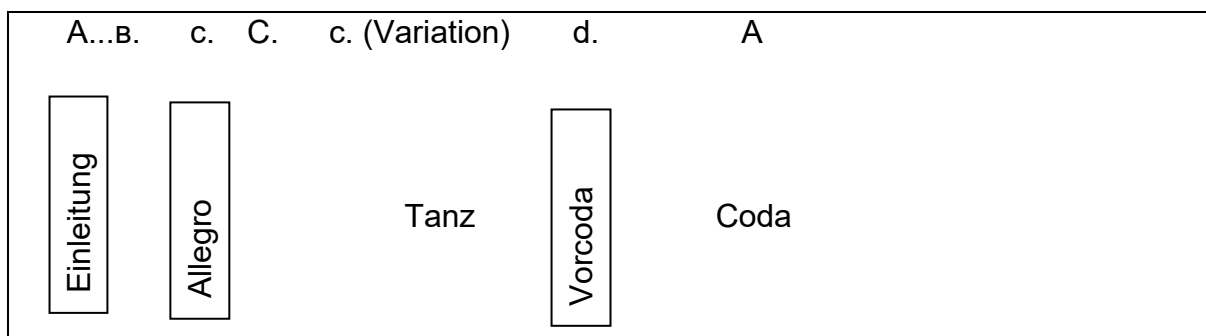 A...в. c. C. c. (Variation) d. A
Einleitung
Allegro
Tanz
Vorcoda
Coda